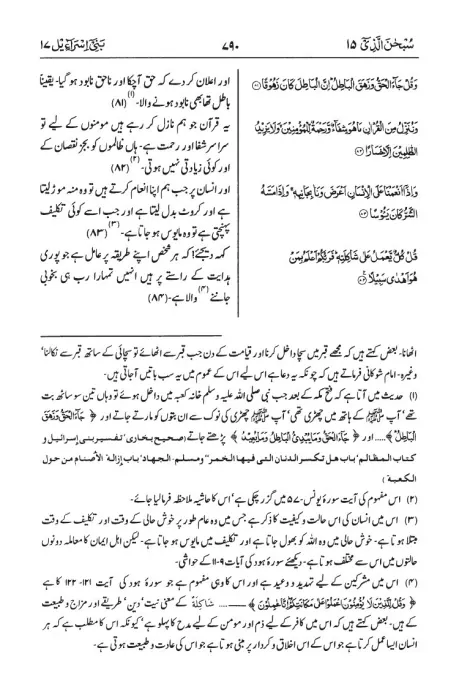 سُبْحٰنَ الَّذِيْ ١٥
٧٩٠
بَنِيْ اِسْرَآءِيْل ١٧
وَقُلْ جَآءَ الْحَقُّ وَزَهَقَ الْبَاطِلُ ۚ اِنَّ الْبَاطِلَ كَانَ زَهُوْقًا ﴿٨١﴾
وَنُنَزِّلُ مِنَ الْقُرْاٰنِ مَا هُوَ شِفَآءٌ وَّرَحْمَةٌ لِّلْمُؤْمِنِيْنَ ۙ وَلَا يَزِيْدُ
الظّٰلِمِيْنَ اِلَّا خَسَارًا ﴿٨٢﴾
وَاِذَآ اَنْعَمْنَا عَلَى الْاِنْسَانِ اَعْرَضَ وَنَاٰ بِجَانِبِهٖ ۚ وَاِذَا مَسَّهُ
الشَّرُّ كَانَ يَئُوْسًا ﴿٨٣﴾
قُلْ كُلٌّ يَّعْمَلُ عَلٰى شَاكِلَتِهٖ ۭ فَرَبُّكُمْ اَعْلَمُ بِمَنْ
هُوَ اَهْدٰى سَبِيْلًا ﴿٨٤﴾
اور اعلان کر دے کہ حق آچکا اور ناحق نابود ہوگیا۔ یقیناً
باطل تھا بھی نابود ہونے والا۔ (۱) (۸۱)
یہ قرآن جو ہم نازل کر رہے ہیں مومنوں کے لیے تو
سراسر شفا اور رحمت ہے۔ ہاں ظالموں کو بجز نقصان کے
اور کوئی زیادتی نہیں ہوتی۔ (۲) (۸۲)
اور انسان پر جب ہم اپنا انعام کرتے ہیں تو وہ منہ موڑ لیتا
ہے اور کروٹ بدل لیتا ہے اور جب اسے کوئی تکلیف
پہنچتی ہے تو وہ مایوس ہو جاتا ہے۔ (۳) (۸۳)
کہہ دیجئے! کہ ہر شخص اپنے طریقہ پر عامل ہے جو پوری
ہدایت کے راستے پر ہیں انہیں تمہارا رب ہی بخوبی
جاننے والا ہے۔ (۴) (۸۴)
اٹھانا۔ بعض کہتے ہیں کہ مجھے قبر میں سچا داخل کرنا اور قیامت کے دن جب قبر سے اٹھائے تو سچائی کے ساتھ قبر سے نکالنا'
وغیرہ۔ امام شوکانی فرماتے ہیں کہ چونکہ یہ دعا ہے اس لیے اس کے عموم میں یہ سب باتیں آجاتی ہیں۔
(۱) حدیث میں آتا ہے کہ فتح مکہ کے بعد جب نبی صلی اللہ علیہ وسلم خانہ کعبہ میں داخل ہوئے تو وہاں تین سو ساٹھ بت
تھے' آپ ﷺ کے ہاتھ میں چھڑی تھی' آپ ﷺ چھڑی کی نوک سے ان بتوں کو مارتے جاتے اور ﴿ جَآءَ الْحَقُّ وَزَهَقَ
الْبَاطِلُ ﴾ ..... اور ﴿ جَآءَ الْحَقُّ وَمَا يُبْدِئُ الْبَاطِلُ وَمَا يُعِيْدُ ﴾ پڑھتے جاتے (صحیح بخاری' تفسیر بنی إسرائیل و
کتاب المظالم' باب هل تکسر الدنان التی فیها الخمر" ومسلم' الجهاد' باب إزالة الأصنام من حول
الکعبة)
(۲) اس مفہوم کی آیت سورۂ یونس۔ ۵۷ میں گزر چکی ہے' اس کا حاشیہ ملاحظہ فرمالیا جائے۔
(۳) اس میں انسان کی اس حالت و کیفیت کا ذکر ہے جس میں وہ عام طور پر خوش حالی کے وقت اور تکلیف کے وقت
مبتلا ہوتا ہے۔ خوش حالی میں وہ اللہ کو بھول جاتا ہے اور تکلیف میں مایوس ہو جاتا ہے۔ لیکن اہل ایمان کا معاملہ دونوں
حالتوں میں اس سے مختلف ہوتا ہے۔ دیکھئے سورۂ ہود کی آیات ۹-۱۱ کے حواشی۔
(۴) اس میں مشرکین کے لیے تہدید و وعید ہے اور اس کا وہی مفہوم ہے جو سورۂ ہود کی آیت ۱۲۱- ۱۲۲ کا ہے
﴿ وَقُلْ لِّلَّذِيْنَ لَا يُؤْمِنُوْنَ اعْمَلُوْا عَلٰى مَكَانَتِكُمْ ۭ اِنَّا عٰمِلُوْنَ ﴾ ...... شَاكِلَةٌ کے معنی نیت' دین' طریقے اور مزاج و طبیعت
کے ہیں۔ بعض کہتے ہیں کہ اس میں کافر کے لیے ذم اور مومن کے لیے مدح کا پہلو ہے' کیونکہ اس کا مطلب ہے کہ ہر
انسان ایسا عمل کرتا ہے جو اس کے اس اخلاق و کردار پر مبنی ہوتا ہے جو اس کی عادت و طبیعت ہوتی ہے۔